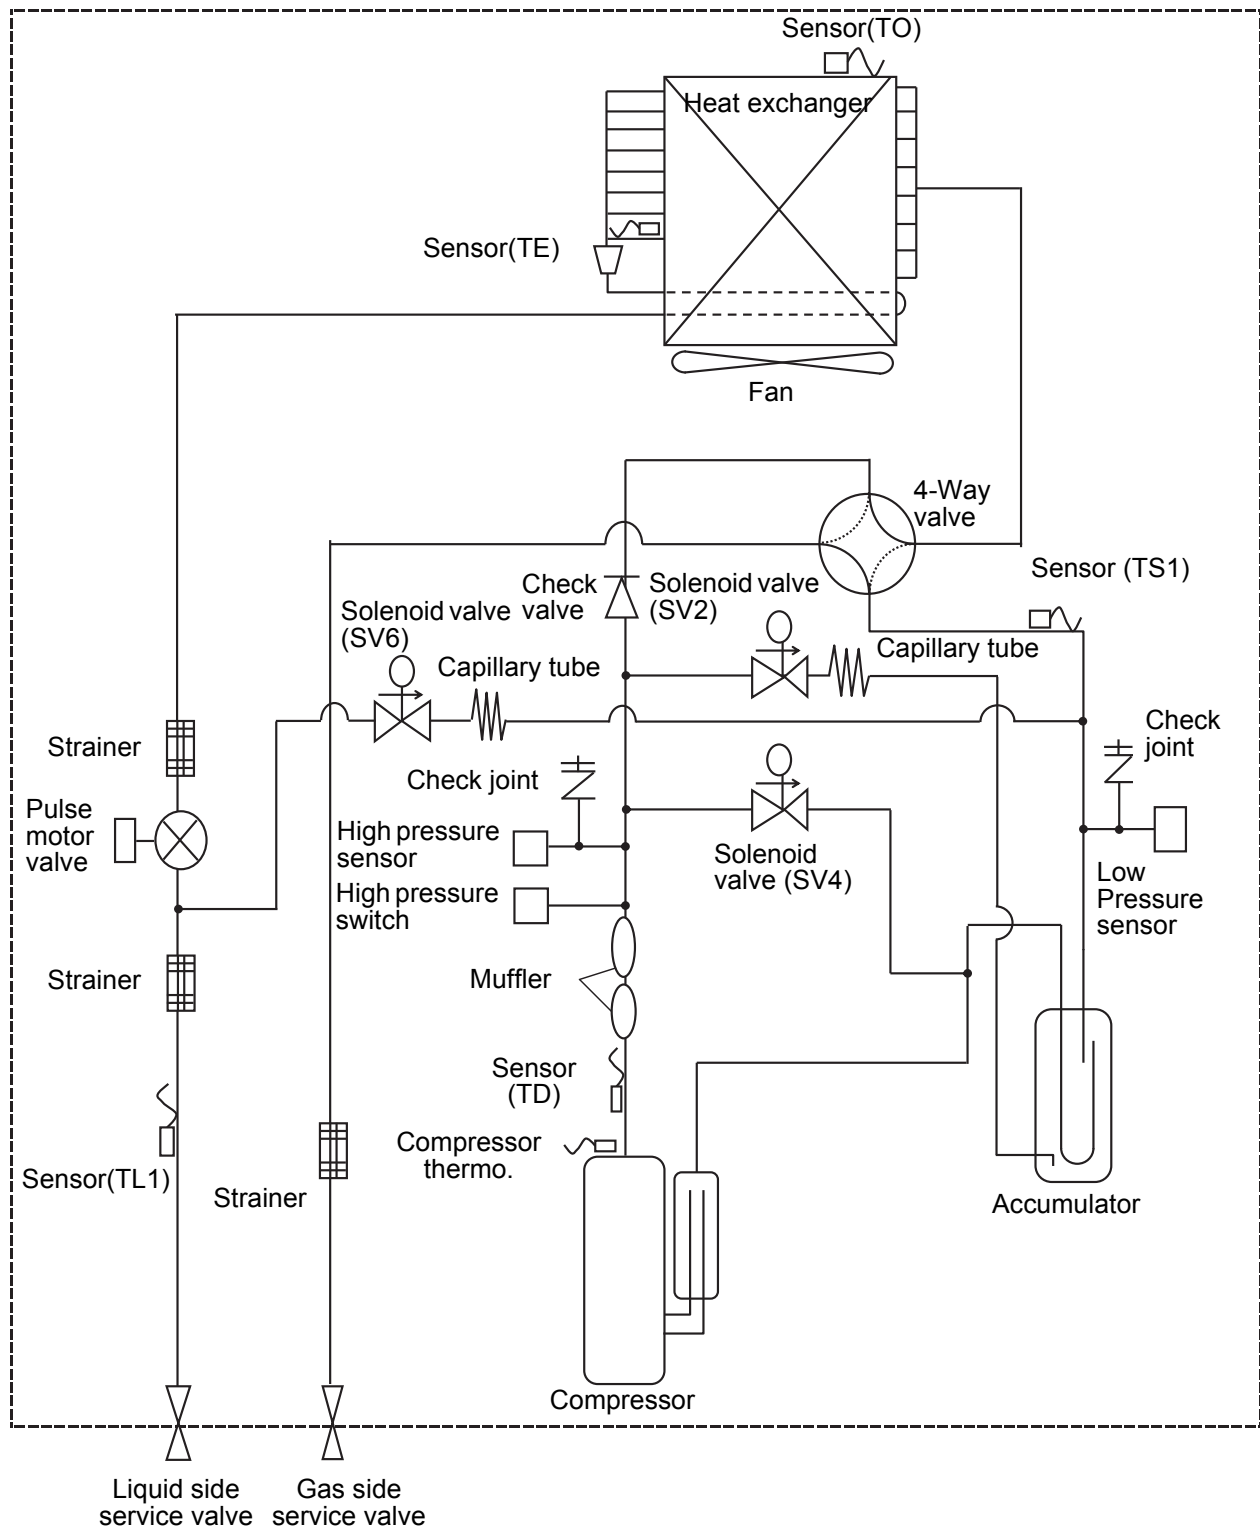 Sensor(TO)
Heat exchanger
Sensor(TE)
Fan
4-Way
valve
Sensor (TS1)
Check
valve
Solenoid valve
(SV2)
Solenoid valve
(SV6)
Capillary tube
Capillary tube
Strainer
Check joint
Check
joint
Pulse
motor
valve
High pressure
sensor
Solenoid
valve (SV4)
High pressure
switch
Low
Pressure
sensor
Strainer
Muffler
Sensor
(TD)
Compressor
thermo.
Sensor(TL1)
Strainer
Accumulator
Compressor
Liquid side
service valve
Gas side
service valve